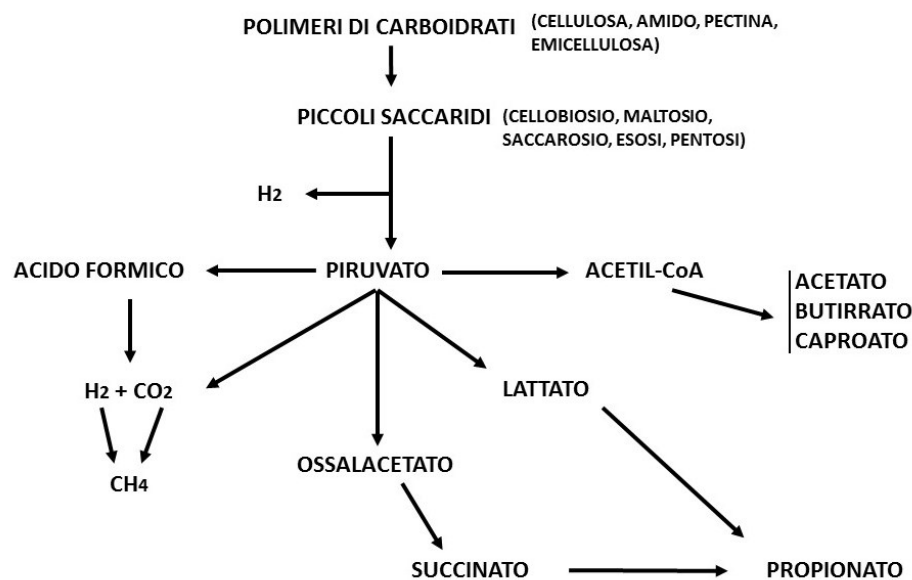 POLIMERI DI CARBOIDRATI (CELLULOSA, AMIDO, PECTINA,
EMICELLULOSA)
PICCOLI SACCARIDI (CELLOBIOSIO, MALTOSIO,
SACCAROSIO, ESOSI, PENTOSI)
H2
ACIDO FORMICO PIRUVATO ACETIL-CoA
ACETATO
BUTIRRATO
CAPROATO
H2 + CO2
LATTATO
CH4
OSSALACETATO
SUCCINATO PROPIONATO